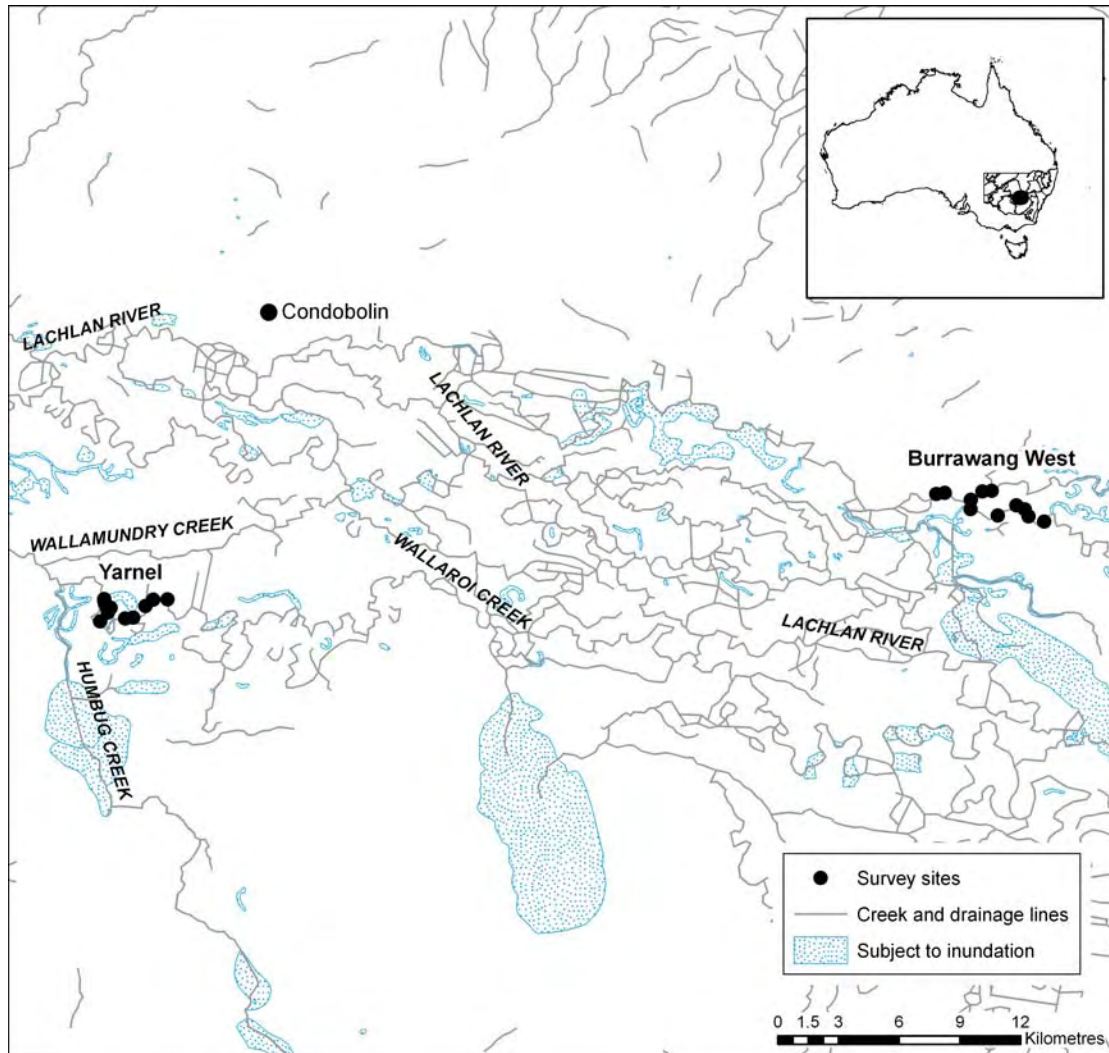 LACHLAN RIVER
Condobolin
LACHLAN RIVER
Burrawang West
WALLAMUNDRY CREEK
Yarnel
WALLAROI CREEK
LACHLAN RIVER
HUMBUG CREEK
Survey sites
Creek and drainage lines
Subject to inundation
0 1.5 3 6 9 12
Kilometres